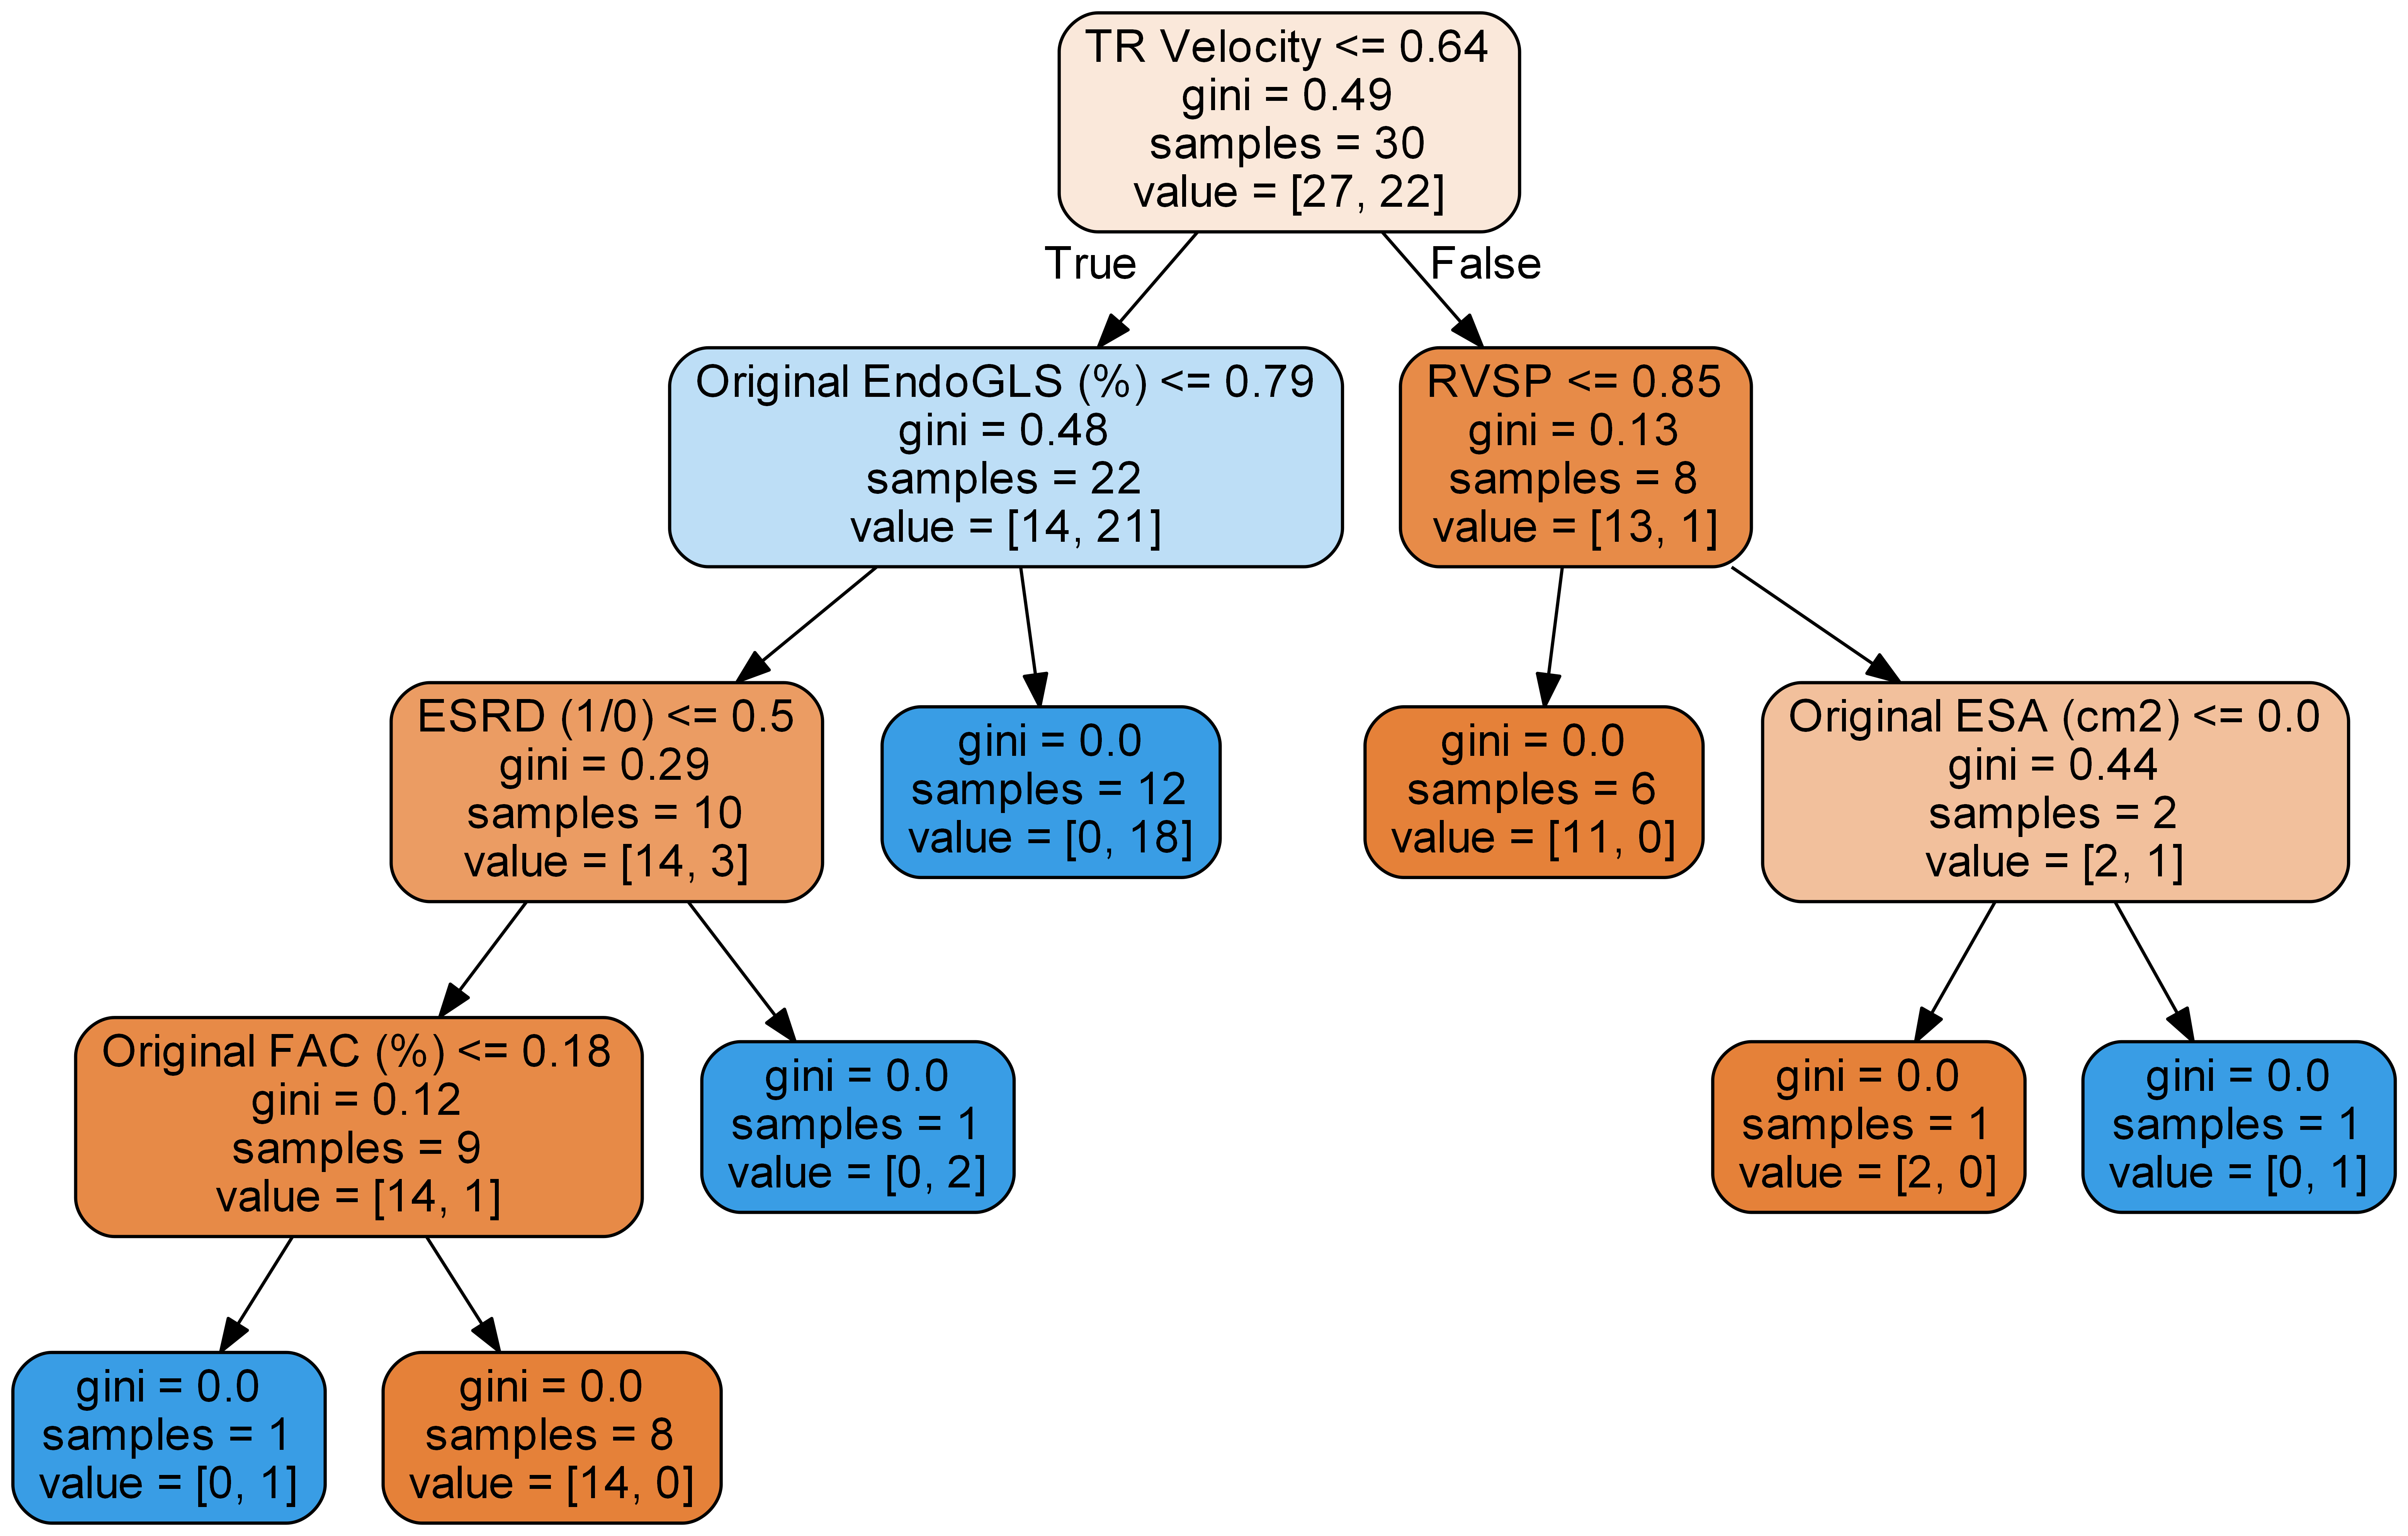 TR Velocity <= 0.64
gini = 0.49
samples = 30
value = [27, 22]
True
False
Original EndoGLS (%) <= 0.79
gini = 0.48
samples = 22
value = [14, 21]
RVSP <= 0.85
gini = 0.13
samples = 8
value = [13, 1]
ESRD (1/0) <= 0.5
gini = 0.29
samples = 10
value = [14, 3]
gini = 0.0
samples = 12
value = [0, 18]
gini = 0.0
samples = 6
value = [11, 0]
Original ESA (cm2) <= 0.0
gini = 0.44
samples = 2
value = [2, 1]
Original FAC (%) <= 0.18
gini = 0.12
samples = 9
value = [14, 1]
gini = 0.0
samples = 1
value = [0, 2]
gini = 0.0
samples = 1
value = [2, 0]
gini = 0.0
samples = 1
value = [0, 1]
gini = 0.0
samples = 1
value = [0, 1]
gini = 0.0
samples = 8
value = [14, 0]